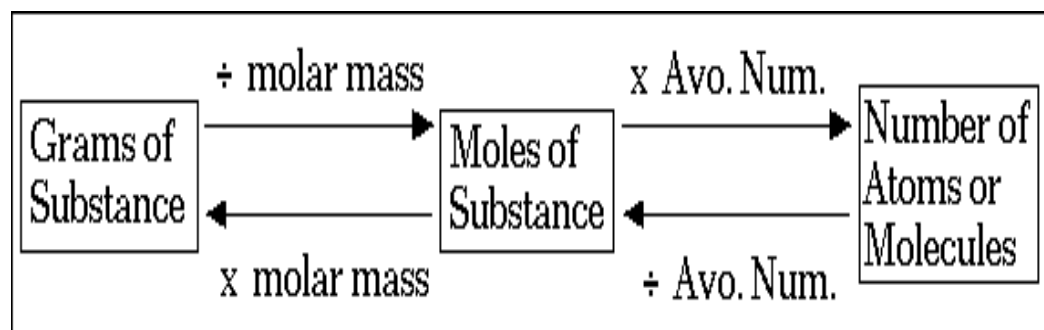 ÷ molar mass
x Avo. Num.
Grams of
Substance
Moles of
Substance
Number of
Atoms or
Molecules
x molar mass
÷ Avo. Num.